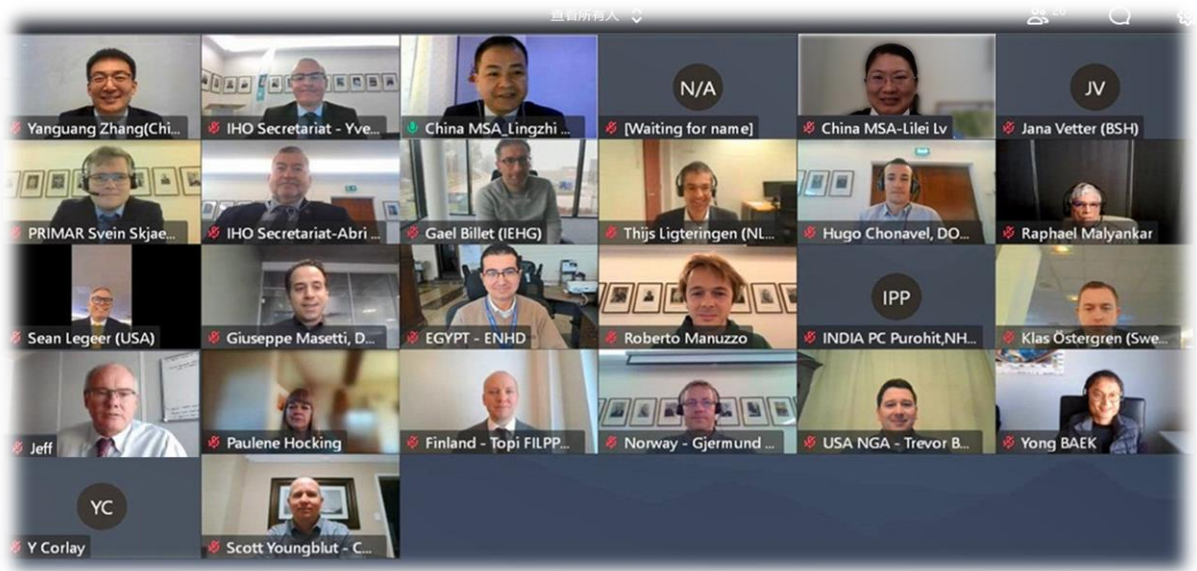 查看所有人
26
Yanguang Zhang(Chi...
IHO Secretariat - Yve...
China MSA_Lingzhi ...
N/A
[Waiting for name]
China MSA-Lilei Lv
JV
Jana Vetter (BSH)
PRIMAR Svein Skjae...
IHO Secretariat-Abri ...
Gael Billet (IEHG)
Thijs Ligteringen (NL...
Hugo Chonavel, DO...
Raphael Malyankar
Sean Legeer (USA)
Giuseppe Masetti, D...
EGYPT - ENHD
Roberto Manuzzo
IPP
INDIA PC Purohit,NH...
Klas Östergren (Swe...
Jeff
Paulene Hocking
Finland - Topi FILPP...
Norway - Gjermund ...
USA NGA - Trevor B...
Yong BAEK
YC
Y Corlay
Scott Youngblut - C...